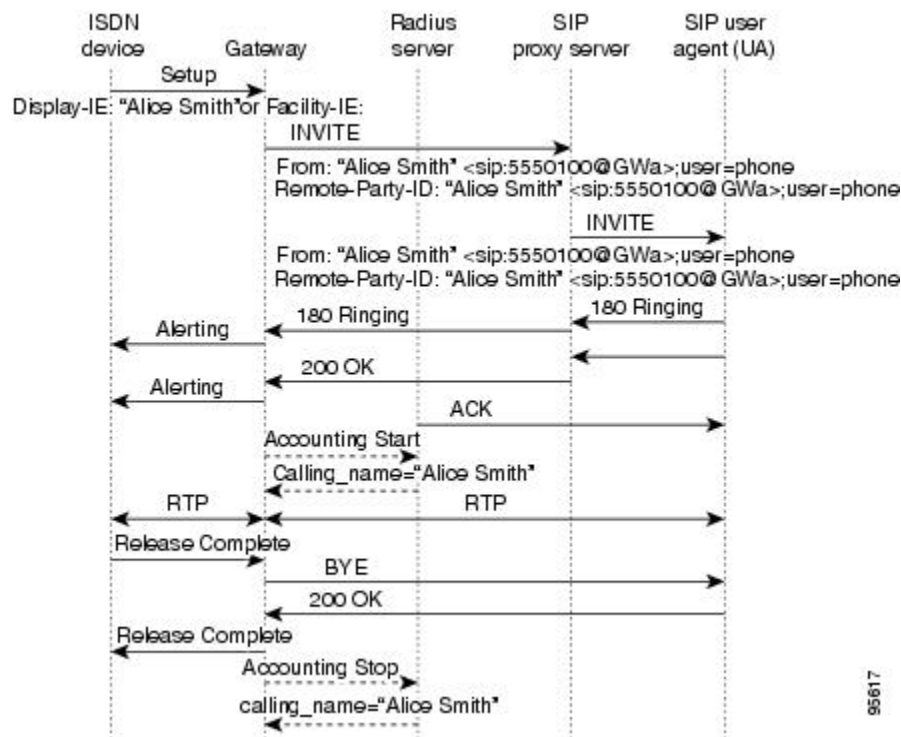 ISDN device
Gateway
Radius server
SIP proxy server
SIP user agent (UA)
Setup
Display-IE: "Alice Smith"or Facility-IE:
INVITE
From: "Alice Smith" <sip:5550100@GWa>;user=phone
Remote-Party-ID: "Alice Smith" <sip:5550100@GWa>;user=phone
INVITE
From: "Alice Smith" <sip:5550100@GWa>;user=phone
Remote-Party-ID: "Alice Smith" <sip:5550100@GWa>;user=phone
180 Ringing
180 Ringing
Alerting
200 OK
Alerting
ACK
Accounting Start
Calling_name="Alice Smith"
RTP
RTP
Release Complete
BYE
200 OK
Release Complete
Accounting Stop
calling_name="Alice Smith"
95617